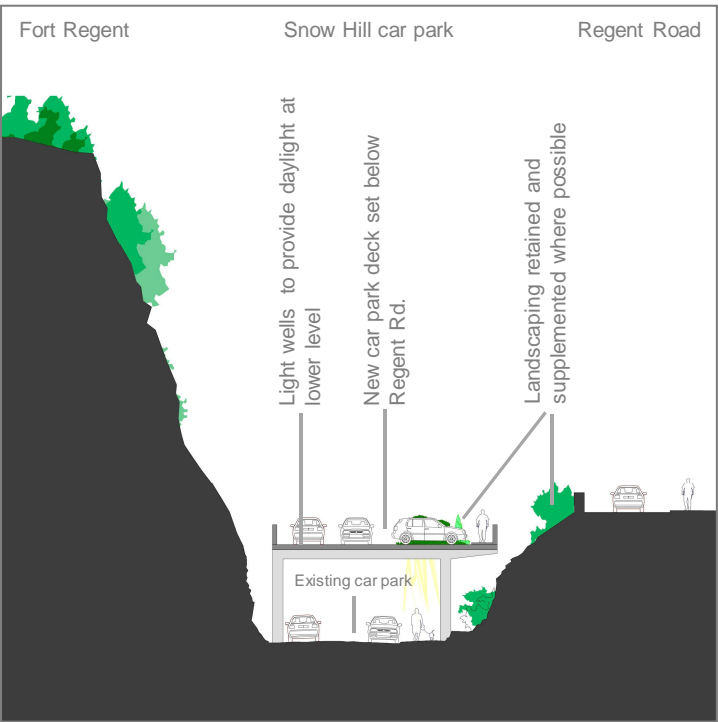 Fort Regent
Snow Hill car park
Regent Road
Light wells to provide daylight at
lower level
New car park deck set below
Regent Rd.
Landscaping retained and
supplemented where possible
Existing car park